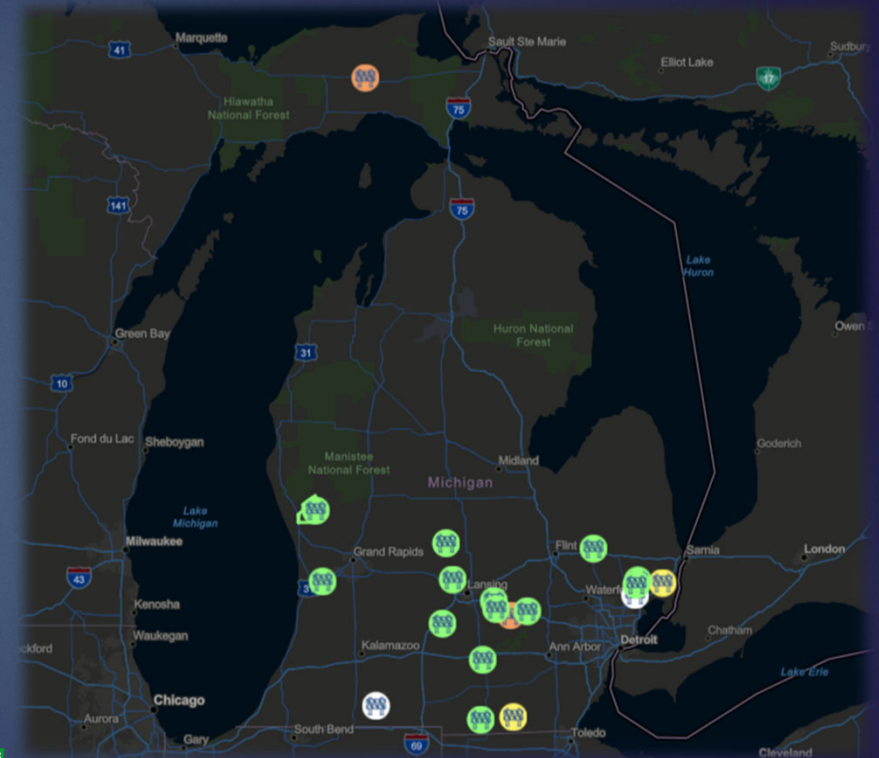 Marquette
41
Sault Ste Marie
Elliot Lake
17
Hiawatha
National Forest
75
141
75
Lake
Huron
Green Bay
31
Huron National
Forest
Owen
10
Fond du Lac
Sheboygan
Goderich
Manistee
National Forest
Midland
Michigan
Lake
Michigan
Milwaukee
Grand Rapids
Flint
Sarnia
London
43
Lansing
Kenosha
Waukegan
Kalamazoo
Ann Arbor
Detroit
Chatham
Lake Erie
Chicago
Aurora
South Bend
Gary
69
Toledo
Cleveland